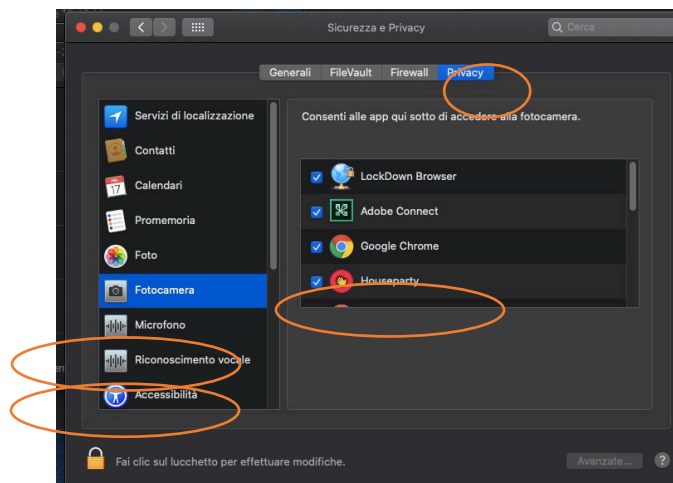 Sicurezza e Privacy
Cerca
Generali FileVault Firewall Privacy
Servizi di localizzazione
Contatti
17
Calendari
Promemoria
Foto
Fotocamera
Microfono
Riconoscimento vocale
Accessibilità
Consenti alle app qui sotto di accedere alla fotocamera.
LockDown Browser
Adobe Connect
Google Chrome
Houseparty
Fai clic sul lucchetto per effettuare modifiche.
Avanzate... ?